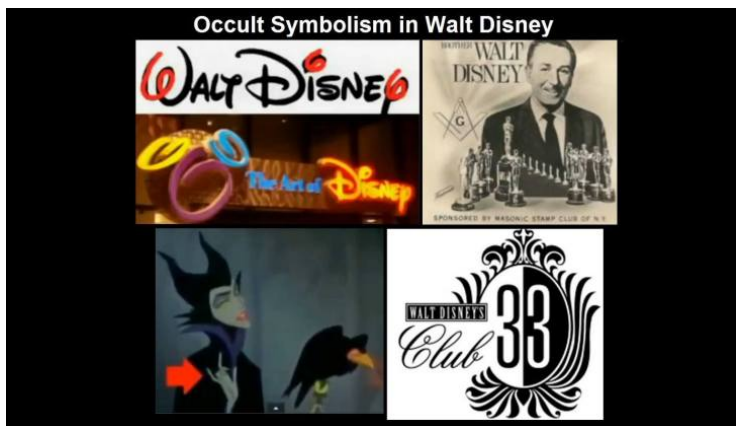 Occult Symbolism in Walt Disney
WALT DISNEY
The Art of Disney
BROTHER
WALT
DISNEY
G
SPONSORED BY MASONIC STAMP CLUB OF N.Y.
WALT DISNEY'S
Club 33